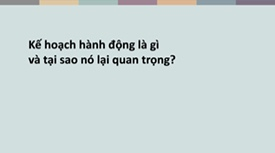 Kế hoạch hành động là gì
và tại sao nó lại quan trọng?